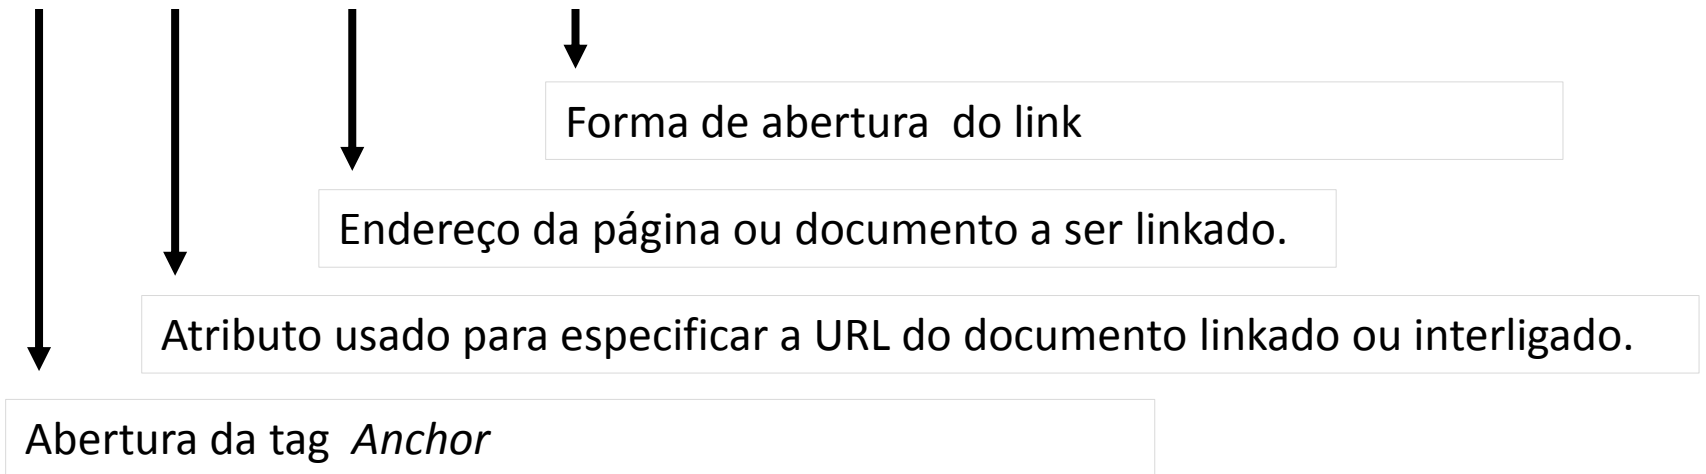 Forma de abertura  do link
Endereço da página ou documento a ser linkado.
Atributo usado para especificar a URL do documento linkado ou interligado.
Abertura da tag  Anchor